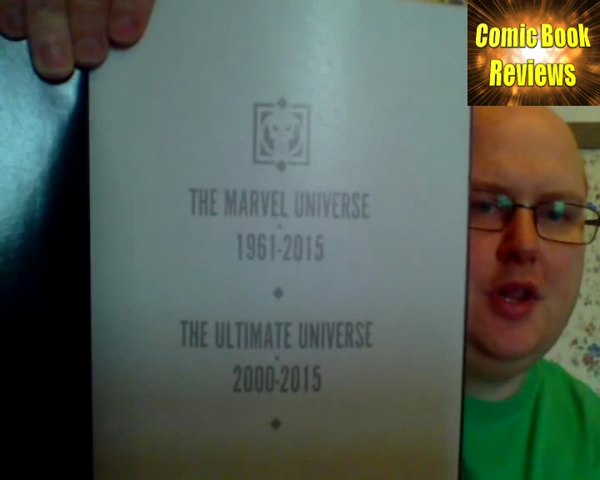 Comic Book
Reviews
THE MARVEL UNIVERSE
1961-2015
THE ULTIMATE UNIVERSE
2000-2015